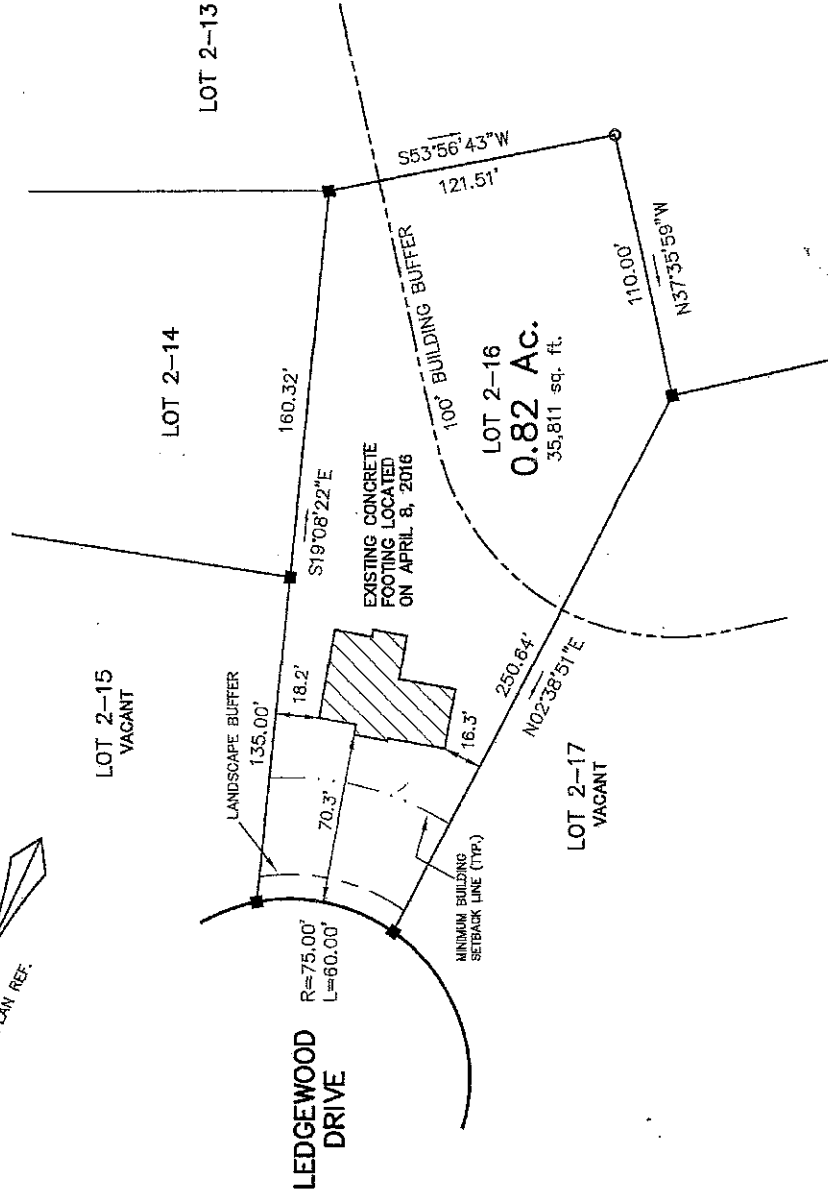 LAN REF.
LOT 2-13
LOT 2-14
LOT 2-15
VACANT
S53°56'43"W
121.51'
160.32'
S19°08'22"E
135.00'
LANDSCAPE BUFFER
18.2'
100' BUILDING BUFFER
EXISTING CONCRETE
FOOTING LOCATED
ON APRIL 8, 2016
LOT 2-16
0.82 Ac.
35,811 sq. ft.
110.00'
N37°35'59"W
70.3'
16.3'
250.64'
N02°38'51"E
R=75.00'
L=60.00'
LEDGEWOOD
DRIVE
MINIMUM BUILDING
SETBACK LINE (TYP.)
LOT 2-17
VACANT